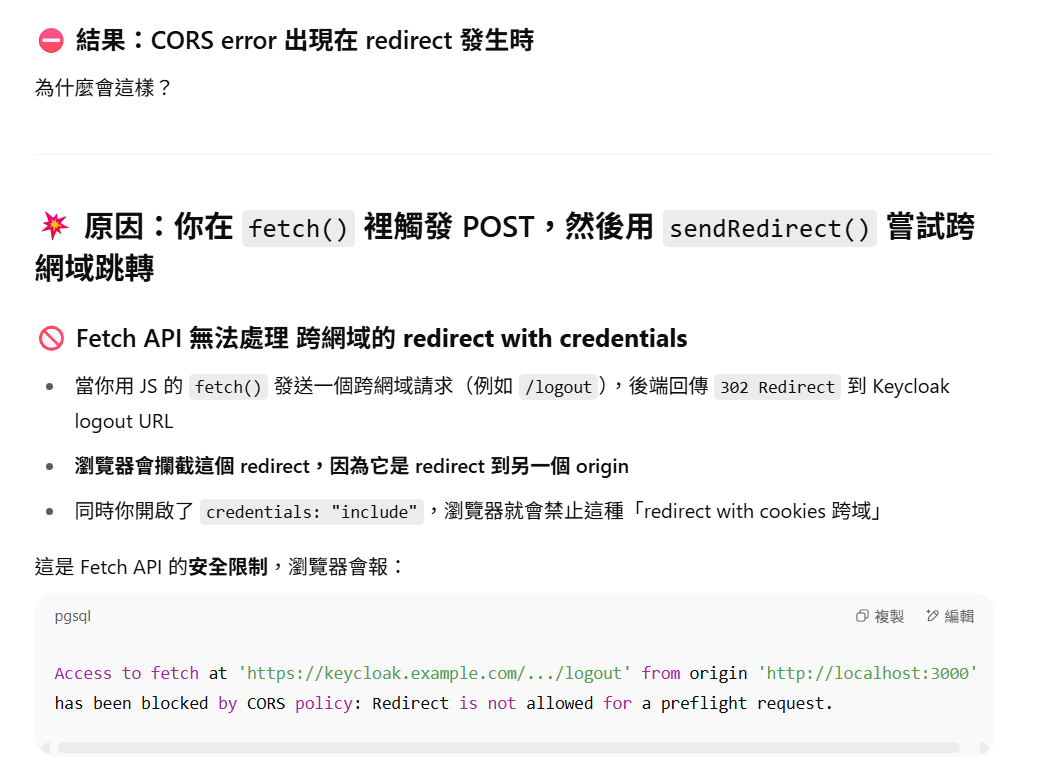 ⛔ 結果：CORS error 出現在 redirect 發生時
為什麼會這樣？
💥 原因：你在 fetch() 裡觸發 POST，然後用 sendRedirect() 嘗試跨
網域跳轉
🚫 Fetch API 無法處理 跨網域的 redirect with credentials
• 當你用 JS 的 fetch() 發送一個跨網域請求（例如 /logout），後端回傳 302 Redirect 到 Keycloak
logout URL
• 瀏覽器會攔截這個 redirect，因為它是 redirect 到另一個 origin
• 同時你開啟了 credentials: "include"，瀏覽器就會禁止這種「redirect with cookies 跨域」
這是 Fetch API 的安全限制，瀏覽器會報：
pgsql 複製 編輯
Access to fetch at 'https://keycloak.example.com/.../logout' from origin 'http://localhost:3000'
has been blocked by CORS policy: Redirect is not allowed for a preflight request.